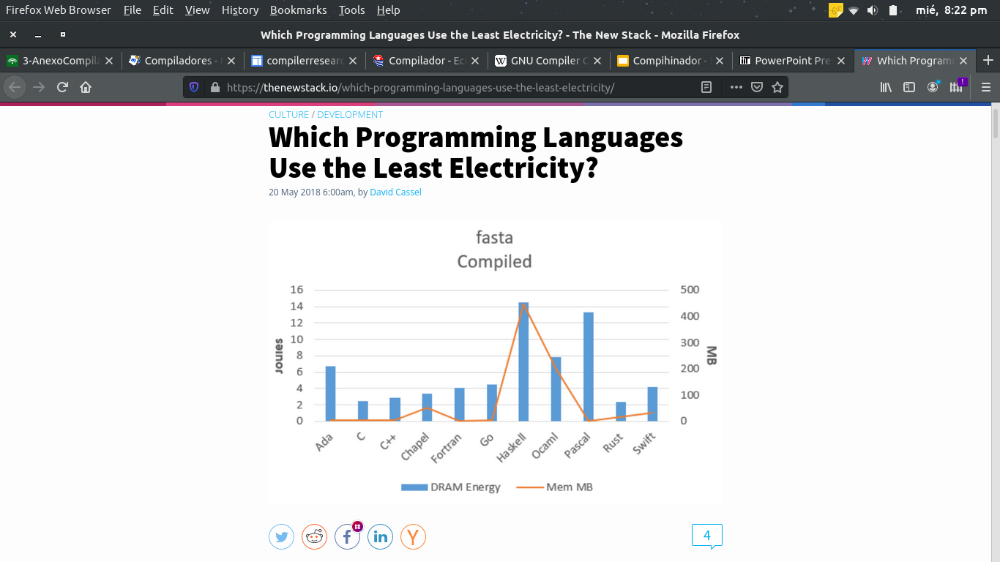 Firefox Web Browser File Edit View History Bookmarks Tools Help mié, 8:22 pm
Which Programming Languages Use the Least Electricity? - The New Stack - Mozilla Firefox
3-AnexoCompila Compiladores - compilerresearc Compilador - Ec GNU Compiler C Compihinador - PowerPoint Pre Which Program
https://thenewstack.io/which-programming-languages-use-the-least-electricity/
CULTURE / DEVELOPMENT
Which Programming Languages
Use the Least Electricity?
20 May 2018 6:00am, by David Cassel
fasta
Compiled
16 500
14
12 400
10 300
8
6 200
4 100
2
0 0
Joules
MB
Ada C C++ Chapel Fortran Go Haskell Ocaml Pascal Rust Swift
DRAM Energy Mem MB
4